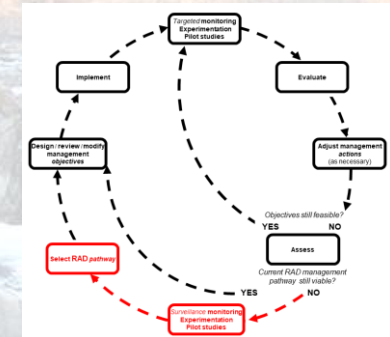 Targeted monitoring
Experimentation
Pilot studies
Implement
Evaluate
Design / review / modify
management
objectives
Adjust management
actions
(as necessary)
Objectives still feasible?
YES NO
Assess
Select RAD pathway
Current RAD management
pathway still viable?
YES NO
Surveillance monitoring
Experimentation
Pilot studies